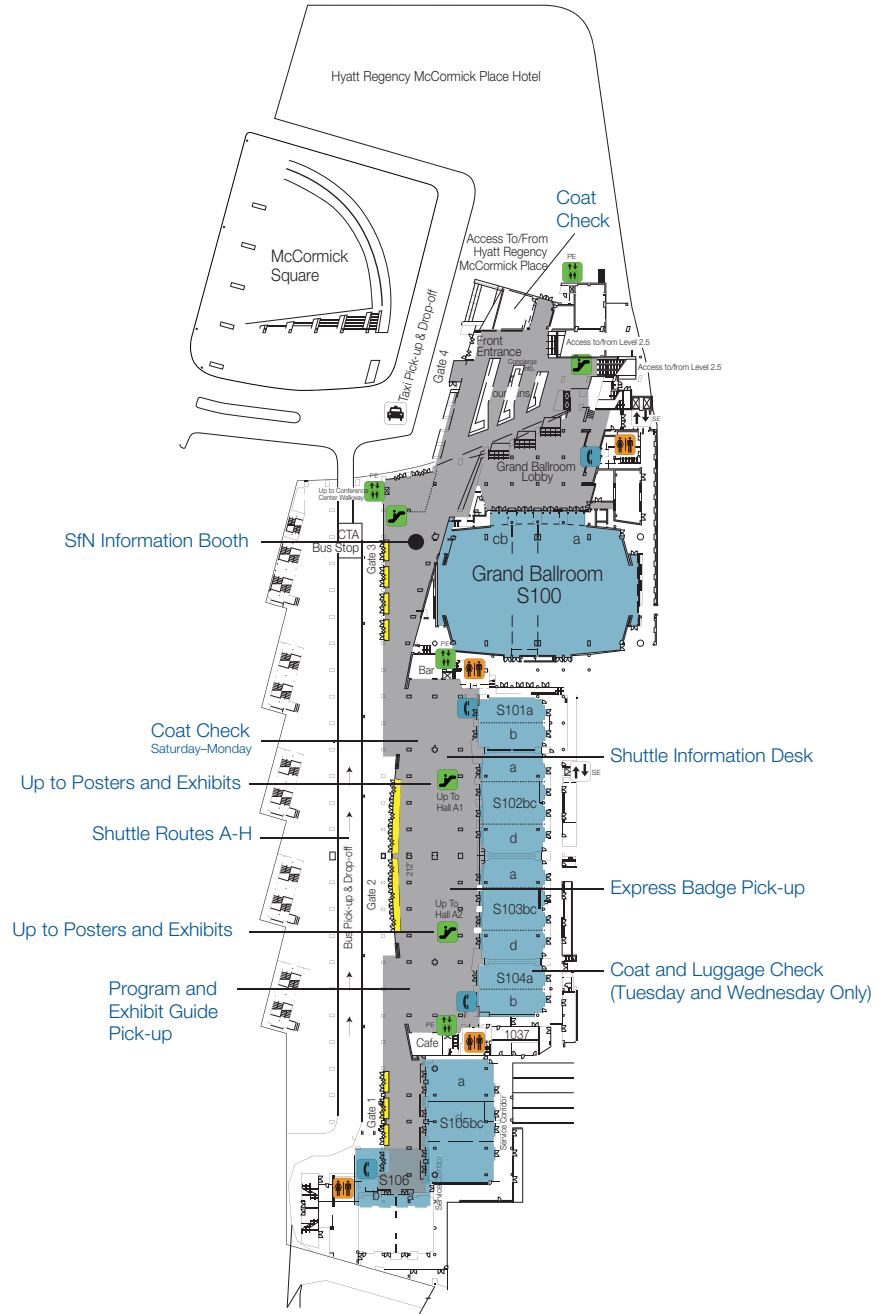 Hyatt Regency McCormick Place Hotel
Coat
Check
Access To/From
Hyatt Regency
McCormick Place
PE
McCormick
Square
Taxi Pick-up & Drop-off
Gate 4
Front
Entrance
Concierge
Access to/from Level 2.5
Access to/from Level 2.5
SE
Grand Ballroom
Lobby
PE
Up to Conference
Center Walkway
SfN Information Booth
CTA
Bus Stop
Gate 3
cb
a
Grand Ballroom
S100
PE
Bar
S101a
b
Coat Check
Saturday–Monday
Shuttle Information Desk
a
SE
Up to Posters and Exhibits
Up To
Hall A1
S102bc
Shuttle Routes A-H
d
Bus Pick-up & Drop-off
Gate 2
212'
a
Express Badge Pick-up
Up To
Hall A2
S103bc
Up to Posters and Exhibits
d
S104a
Coat and Luggage Check
(Tuesday and Wednesday Only)
Program and
Exhibit Guide
Pick-up
b
PE
Cafe
1037
a
Gate 1
S105bc
d
Service Corridor
S106
b
Service Corridor